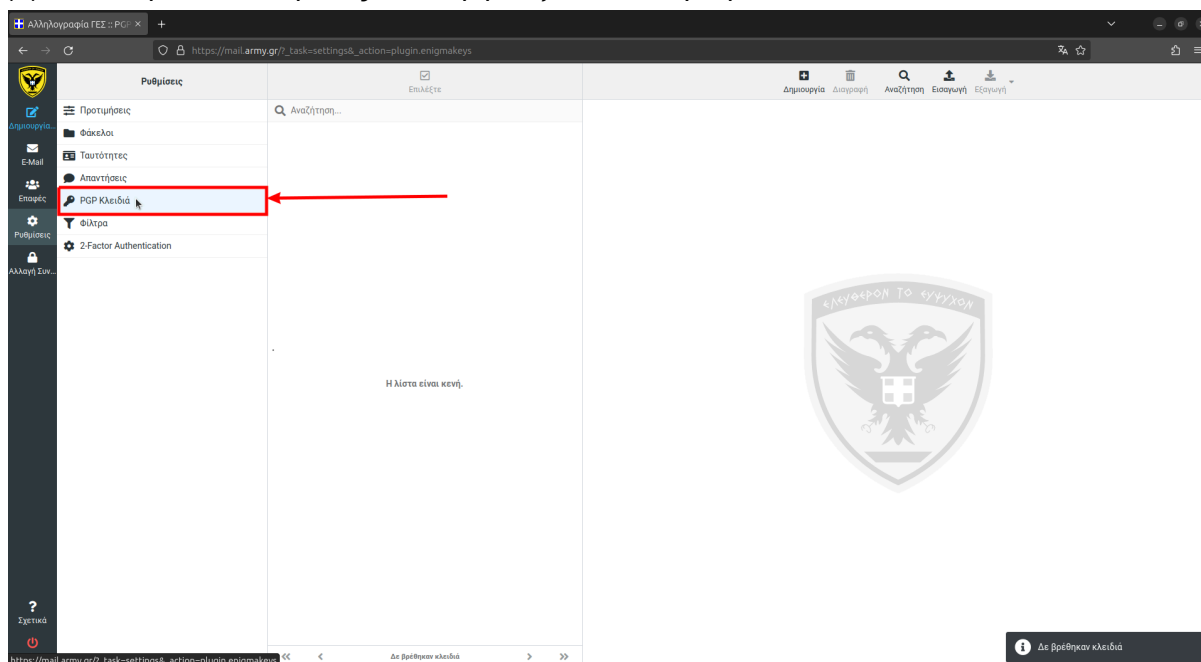 Αλληλογραφία ΓΕΣ :: PGP
https://mail.army.gr/?_task=settings&_action=plugin.enigmakeys
Ρυθμίσεις
Επιλέξτε
Δημιουργία Διαγραφή Αναζήτηση Εισαγωγή Εξαγωγή
Δημιουργία...
E-Mail
Επαφές
Ρυθμίσεις
Αλλαγή Συν...
Προτιμήσεις
Φάκελοι
Ταυτότητες
Απαντήσεις
PGP Κλειδιά
Φίλτρα
2-Factor Authentication
Αναζήτηση...
Η λίστα είναι κενή.
ΕΛΕΥΘΕΡΟΝ ΤΟ ΕΥΨΥΧΟΝ
?
Σχετικά
Δε βρέθηκαν κλειδιά
Δε βρέθηκαν κλειδιά
https://mail.army.gr/?_task=settings&_action=plugin.enigmakeys